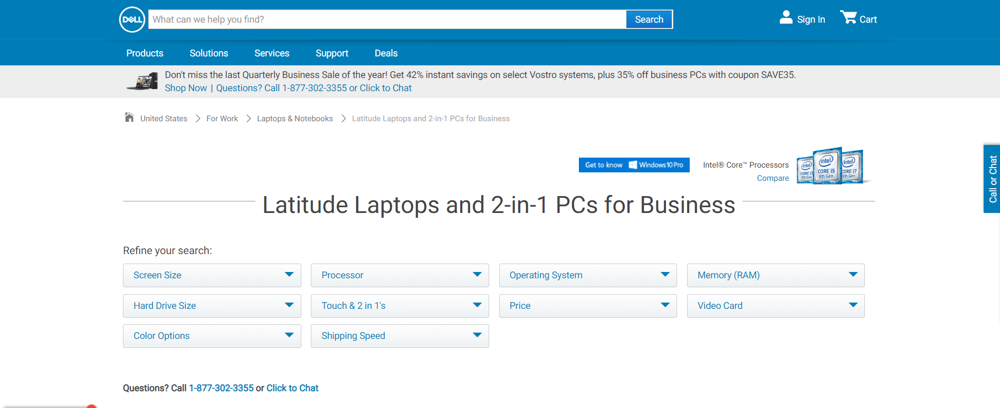 DELL
What can we help you find?
Search
Sign In
Cart
Products
Solutions
Services
Support
Deals
Don't miss the last Quarterly Business Sale of the year! Get 42% instant savings on select Vostro systems, plus 35% off business PCs with coupon SAVE35.
Shop Now | Questions? Call 1-877-302-3355 or Click to Chat
United States
For Work
Laptops & Notebooks
Latitude Laptops and 2-in-1 PCs for Business
Get to know Windows 10 Pro
Intel® Core™ Processors
Compare
intel
CORE i3
8th Gen
intel
CORE i5
8th Gen
intel
CORE i7
8th Gen
Call or Chat
Latitude Laptops and 2-in-1 PCs for Business
Refine your search:
Screen Size
Processor
Operating System
Memory (RAM)
Hard Drive Size
Touch & 2 in 1's
Price
Video Card
Color Options
Shipping Speed
Questions? Call 1-877-302-3355 or Click to Chat